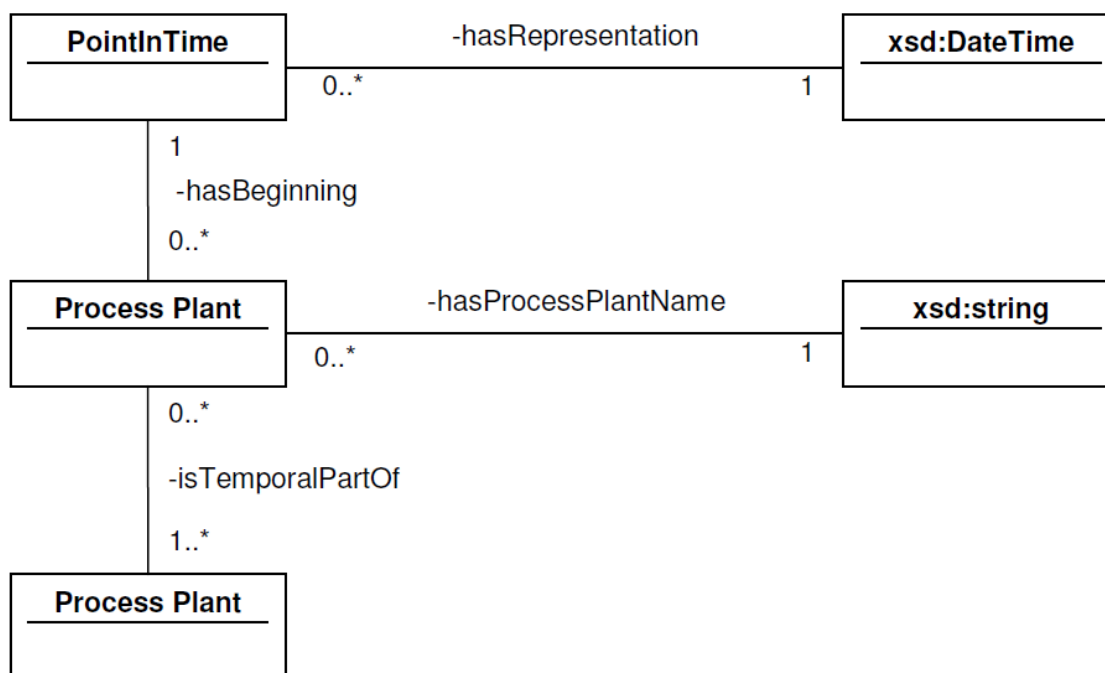 PointInTime
-hasRepresentation
xsd:DateTime
0..*
1
1
-hasBeginning
0..*
Process Plant
-hasProcessPlantName
xsd:string
0..*
1
0..*
-isTemporalPartOf
1..*
Process Plant